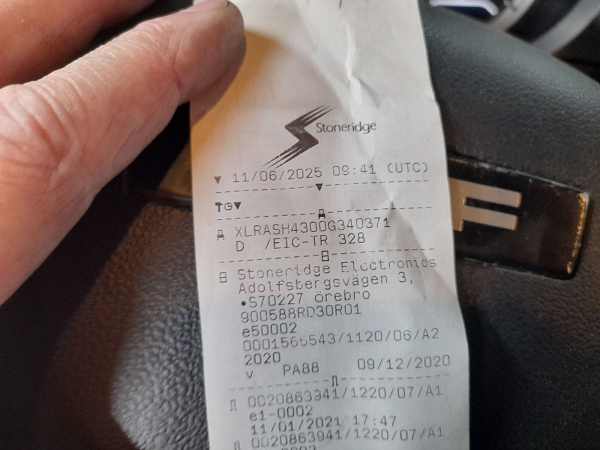 Stoneridge
▼ 11/06/2025 09:41 (UTC)
XLRASH4300G340371
D /EIC-TR 328
Stoneridge Electronics
Adolfsbergsvägen 3,
•S70227 örebro
900588RD30R01
e50002
0001566543/1120/06/A2
2020
v PA88 09/12/2020
0020863941/1220/07/A1
e1-0002
11/01/2021 17:47
0020863941/1220/07/A1
F